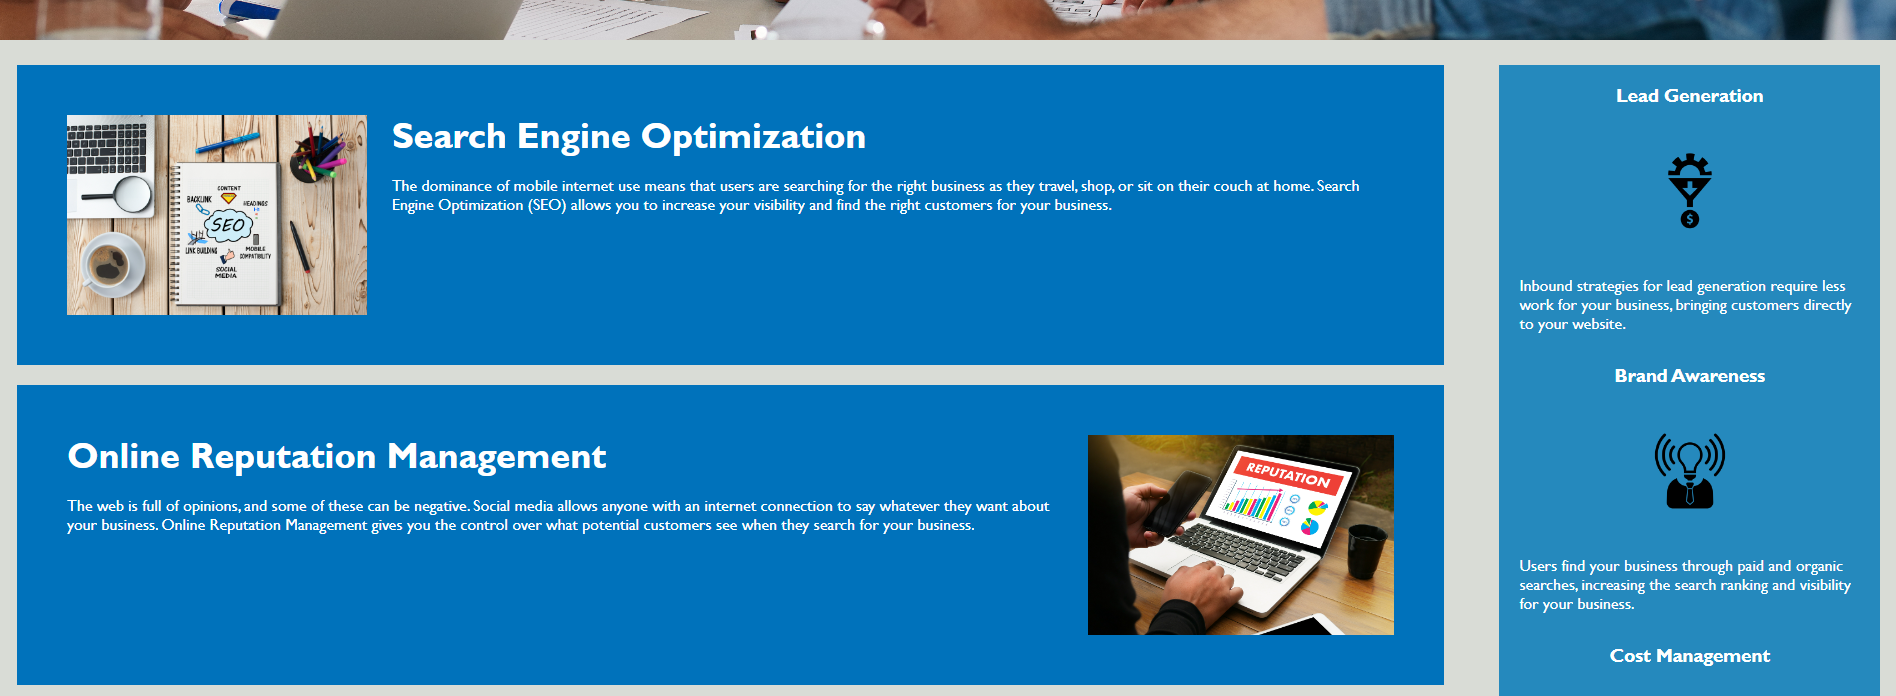 Search Engine Optimization
The dominance of mobile internet use means that users are searching for the right business as they travel, shop, or sit on their couch at home. Search
Engine Optimization (SEO) allows you to increase your visibility and find the right customers for your business.
CONTENT
BACKLINK
HEADINGS
SEO
LINK BUILDING
MOBILE
COMPATIBILITY
SOCIAL
MEDIA
Online Reputation Management
The web is full of opinions, and some of these can be negative. Social media allows anyone with an internet connection to say whatever they want about
your business. Online Reputation Management gives you the control over what potential customers see when they search for your business.
REPUTATION
Lead Generation
$
Inbound strategies for lead generation require less
work for your business, bringing customers directly
to your website.
Brand Awareness
Users find your business through paid and organic
searches, increasing the search ranking and visibility
for your business.
Cost Management